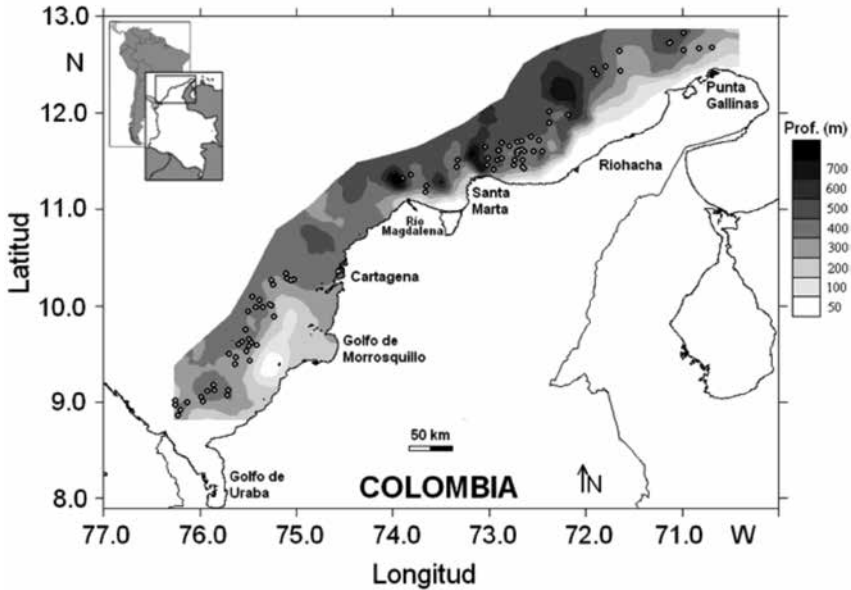 13.0
N
12.0
11.0
10.0
9.0
8.0
Latitud
77.0
76.0
75.0
74.0
73.0
72.0
71.0
W
Longitud
Punta
Gallinas
Riohacha
Santa
Marta
Río
Magdalena
Cartagena
Golfo de
Morrosquillo
Golfo de
Uraba
50 km
COLOMBIA
N
Prof. (m)
700
600
500
400
300
200
100
50